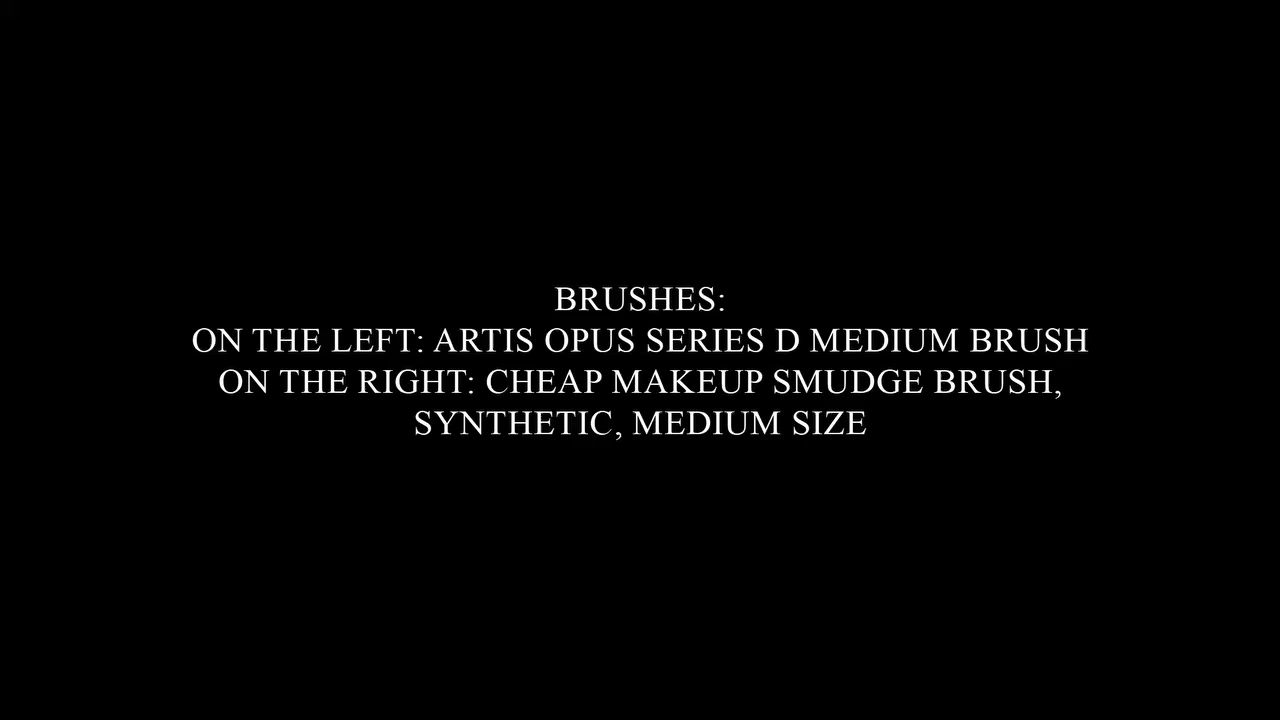 BRUSHES:
ON THE LEFT: ARTIS OPUS SERIES D MEDIUM BRUSH
ON THE RIGHT: CHEAP MAKEUP SMUDGE BRUSH,
SYNTHETIC, MEDIUM SIZE